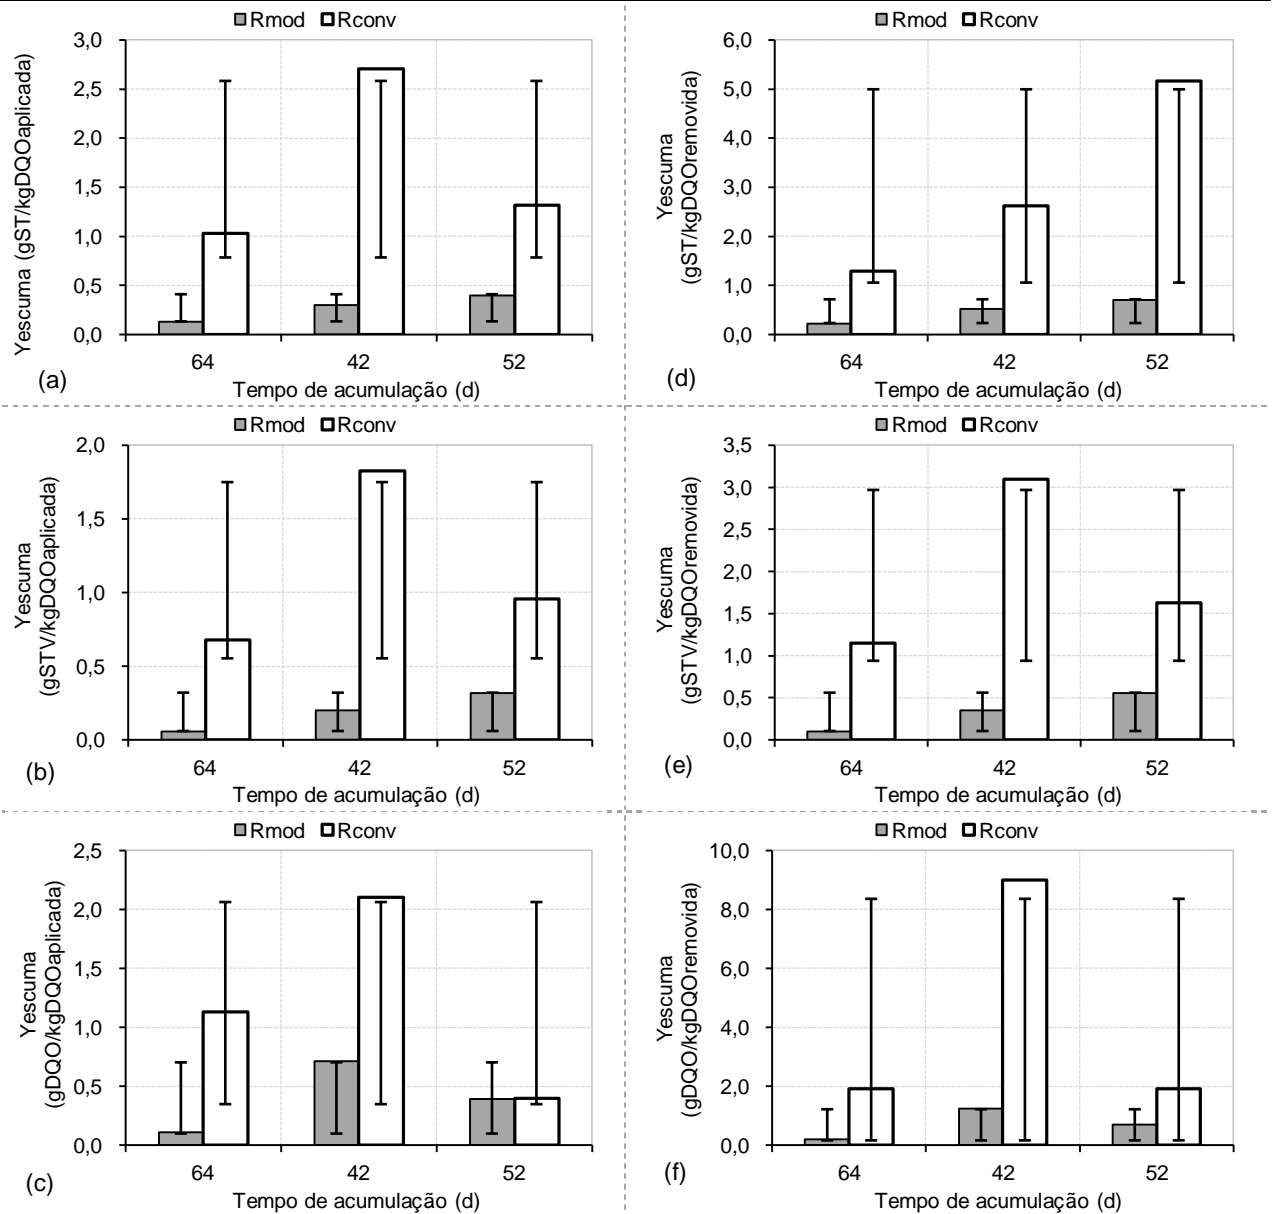 Rmod Rconv
Yescuma (gST/kgDQOaplicada)
3,0
2,5
2,0
1,5
1,0
0,5
0,0
64 42 52
Tempo de acumulação (d)
(a)
Rmod Rconv
Yescuma
(gST/kgDQOremovida)
6,0
5,0
4,0
3,0
2,0
1,0
0,0
64 42 52
Tempo de acumulação (d)
(d)
Rmod Rconv
Yescuma
(gSTV/kgDQOaplicada)
2,0
1,5
1,0
0,5
0,0
64 42 52
Tempo de acumulação (d)
(b)
Rmod Rconv
Yescuma
(gSTV/kgDQOremovida)
3,5
3,0
2,5
2,0
1,5
1,0
0,5
0,0
64 42 52
Tempo de acumulação (d)
(e)
Rmod Rconv
Yescuma
(gDQO/kgDQOaplicada)
2,5
2,0
1,5
1,0
0,5
0,0
64 42 52
Tempo de acumulação (d)
(c)
Rmod Rconv
Yescuma
(gDQO/kgDQOremovida)
10,0
8,0
6,0
4,0
2,0
0,0
64 42 52
Tempo de acumulação (d)
(f)